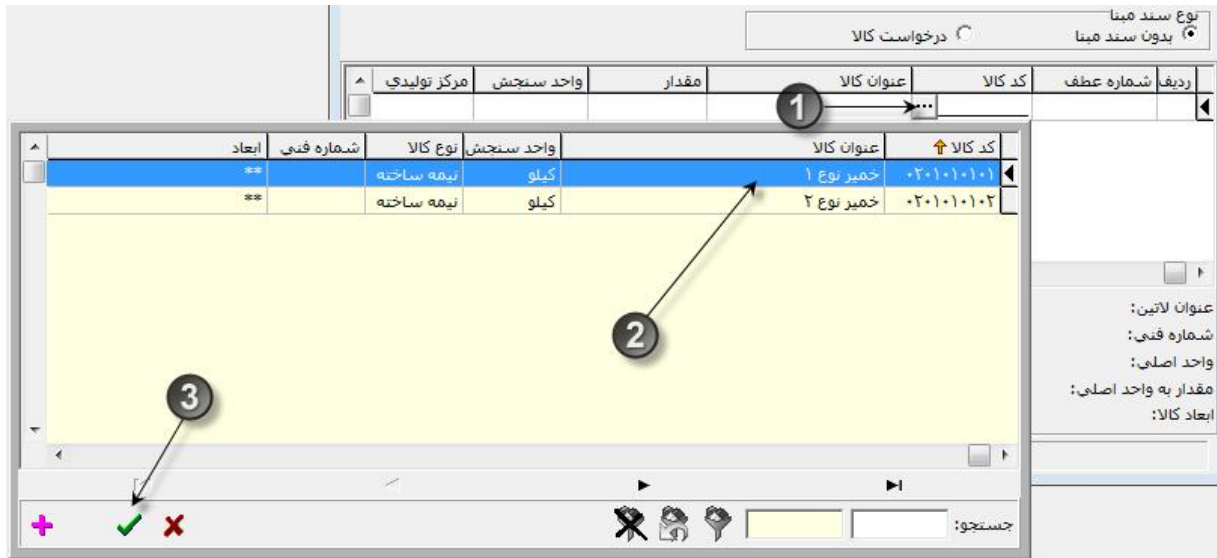 نوع سند مبنا
بدون سند مبنا درخواست کالا
ردیف شماره عطف کد کالا عنوان کالا مقدار واحد سنجش مرکز تولیدي
1
...
کد کالا عنوان کالا واحد سنجش نوع کالا شماره فنی ابعاد
۰۲۰۱۰۱۰۱۰۱ خمیر نوع ۱ کیلو نیمه ساخته **
۰۲۰۱۰۱۰۱۰۲ خمیر نوع ۲ کیلو نیمه ساخته **
2
3
عنوان لاتین:
شماره فنی:
واحد اصلی:
مقدار به واحد اصلی:
ابعاد کالا:
جستجو: